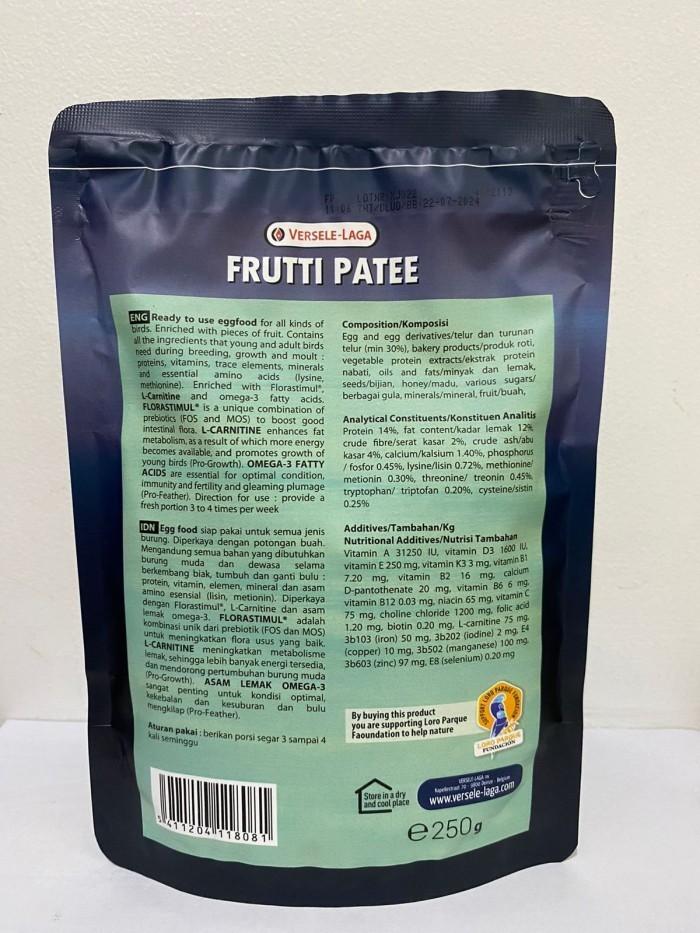 LOTNR
11:06 THT/DLUO/BB:22-07-2024
VERSELE-LAGA
FRUTTI PATEE
ENG Ready to use eggfood for all kinds of
birds. Enriched with pieces of fruit. Contains
all the ingredients that young and adult birds
need during breeding, growth and moult :
proteins, vitamins, trace elements, minerals
and essential amino acids (lysine,
methionine). Enriched with Florastimul®,
L-Carnitine and omega-3 fatty acids.
FLORASTIMUL® is a unique combination of
prebiotics (FOS and MOS) to boost good
intestinal flora. L-CARNITINE enhances fat
metabolism, as a result of which more energy
becomes available, and promotes growth of
young birds (Pro-Growth). OMEGA-3 FATTY
ACIDS are essential for optimal condition,
immunity and fertility and gleaming plumage
(Pro-Feather). Direction for use : provide a
fresh portion 3 to 4 times per week
IDN Egg food siap pakai untuk semua jenis
burung. Diperkaya dengan potongan buah.
Mengandung semua bahan yang dibutuhkan
burung muda dan dewasa selama
berkembang biak, tumbuh dan ganti bulu :
protein, vitamin, elemen, mineral dan asam
amino esensial (lisin, metionin). Diperkaya
dengan Florastimul®, L-Carnitine dan asam
lemak omega-3. FLORASTIMUL® adalah
kombinasi unik dari prebiotik (FOS dan MOS)
untuk meningkatkan flora usus yang baik.
L-CARNITINE meningkatkan metabolisme
lemak, sehingga lebih banyak energi tersedia,
dan mendorong pertumbuhan burung muda
(Pro-Growth). ASAM LEMAK OMEGA-3
sangat penting untuk kondisi optimal,
kekebalan dan kesuburan dan bulu
mengkilap (Pro-Feather).
Aturan pakai : berikan porsi segar 3 sampai 4
kali seminggu
5 411204 118081
Composition/Komposisi
Egg and egg derivatives/telur dan turunan
telur (min 30%), bakery products/produk roti,
vegetable protein extracts/ekstrak protein
nabati, oils and fats/minyak dan lemak,
seeds/bijian, honey/madu, various sugars/
berbagai gula, minerals/mineral, fruit/buah,
Analytical Constituents/Konstituen Analitis
Protein 14%, fat content/kadar lemak 12%
crude fibre/serat kasar 2%, crude ash/abu
kasar 4%, calcium/kalsium 1.40%, phosphorus
/ fosfor 0.45%, lysine/lisin 0.72%, methionine/
metionin 0.30%, threonine/ treonin 0.45%,
tryptophan/ triptofan 0.20%, cysteine/sistin
0.25%
Additives/Tambahan/Kg
Nutritional Additives/Nutrisi Tambahan
Vitamin A 31250 IU, vitamin D3 1600 IU,
vitamin E 250 mg, vitamin K3 3 mg, vitamin B1
7.20 mg, vitamin B2 16 mg, calcium
D-pantothenate 20 mg, vitamin B6 6 mg,
vitamin B12 0.03 mg, niacin 65 mg, vitamin C
75 mg, choline chloride 1200 mg, folic acid
1,20 mg, biotin 0.20 mg, L-carnitine 75 mg,
3b103 (iron) 50 mg, 3b202 (iodine) 2 mg, E4
(copper) 10 mg, 3b502 (manganese) 100 mg,
3b603 (zinc) 97 mg, E8 (selenium) 0.20 mg
By buying this product
you are supporting Loro Parque
Faoundation to help nature
SUPPORT LORO PARQUE FUNDACIÓN
LORO PARQUE
FUNDACIÓN
Store in a dry
and cool place
VERSELE-LAGA nv
Kapellestraat 70 - 9800 Deinze - Belgium
www.versele-laga.com
e 250g